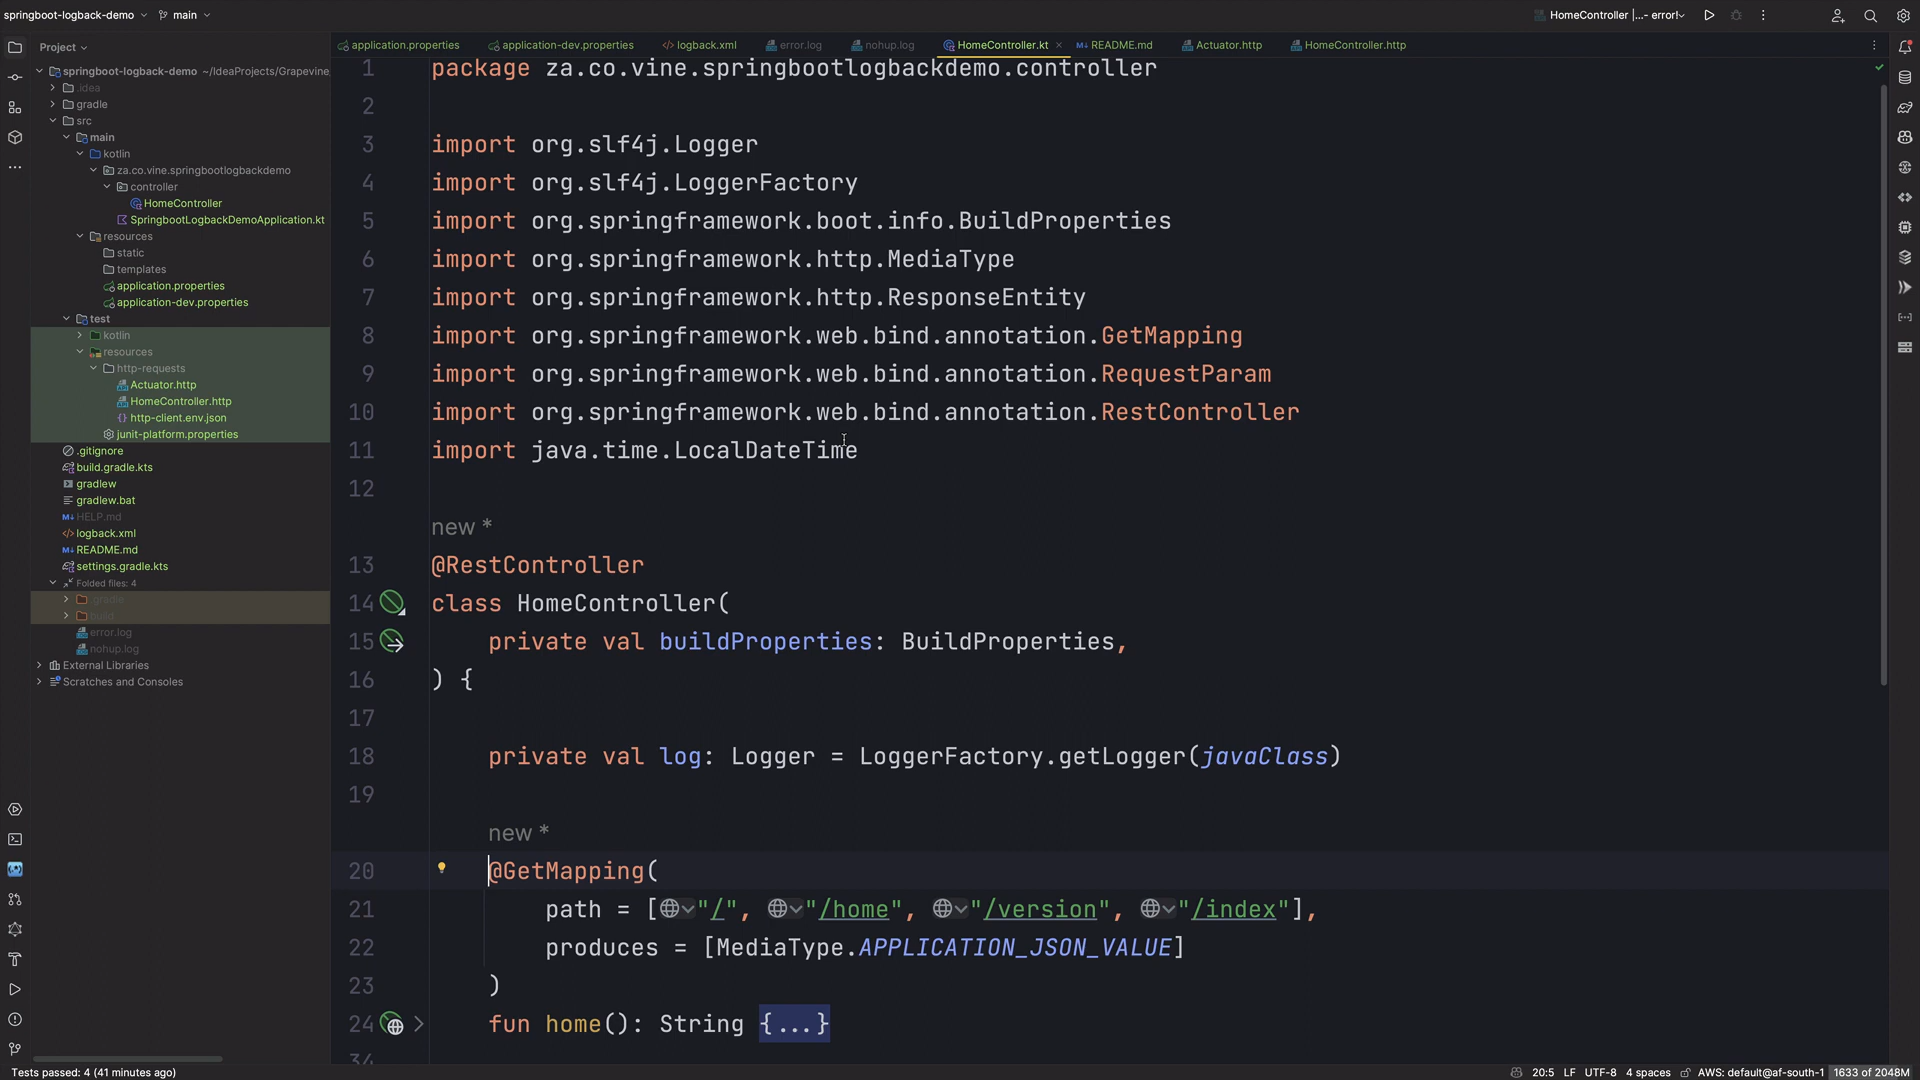 springboot-logback-demo
main
HomeController |...- error!
Project
application.properties
application-dev.properties
logback.xml
error.log
nohup.log
HomeController.kt
README.md
Actuator.http
HomeController.http
springboot-logback-demo ~/IdeaProjects/Grapevine
.idea
gradle
src
main
kotlin
za.co.vine.springbootlogbackdemo
controller
HomeController
SpringbootLogbackDemoApplication.kt
resources
static
templates
application.properties
application-dev.properties
test
kotlin
resources
http-requests
Actuator.http
HomeController.http
http-client.env.json
junit-platform.properties
.gitignore
build.gradle.kts
gradlew
gradlew.bat
HELP.md
logback.xml
README.md
settings.gradle.kts
Folded files: 4
.gradle
build
error.log
nohup.log
External Libraries
Scratches and Consoles
1 package za.co.vine.springbootlogbackdemo.controller
2
3 import org.slf4j.Logger
4 import org.slf4j.LoggerFactory
5 import org.springframework.boot.info.BuildProperties
6 import org.springframework.http.MediaType
7 import org.springframework.http.ResponseEntity
8 import org.springframework.web.bind.annotation.GetMapping
9 import org.springframework.web.bind.annotation.RequestParam
10 import org.springframework.web.bind.annotation.RestController
11 import java.time.LocalDateTime
12
new *
13 @RestController
14 class HomeController(
15 private val buildProperties: BuildProperties,
16 ) {
17
18 private val log: Logger = LoggerFactory.getLogger(javaClass)
19
new *
20 @GetMapping(
21 path = ["/", "/home", "/version", "/index"],
22 produces = [MediaType.APPLICATION_JSON_VALUE]
23 )
24 fun home(): String {...}
34
Tests passed: 4 (41 minutes ago)
20:5 LF UTF-8 4 spaces AWS: default@af-south-1 1633 of 2048M